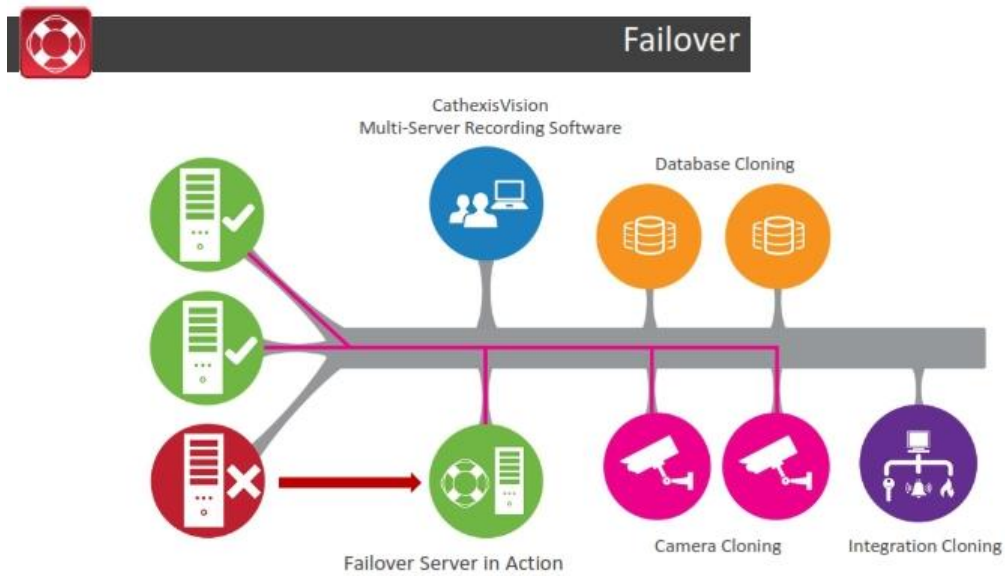 Failover
CathexisVision
Multi-Server Recording Software
Database Cloning
Failover Server in Action
Camera Cloning
Integration Cloning